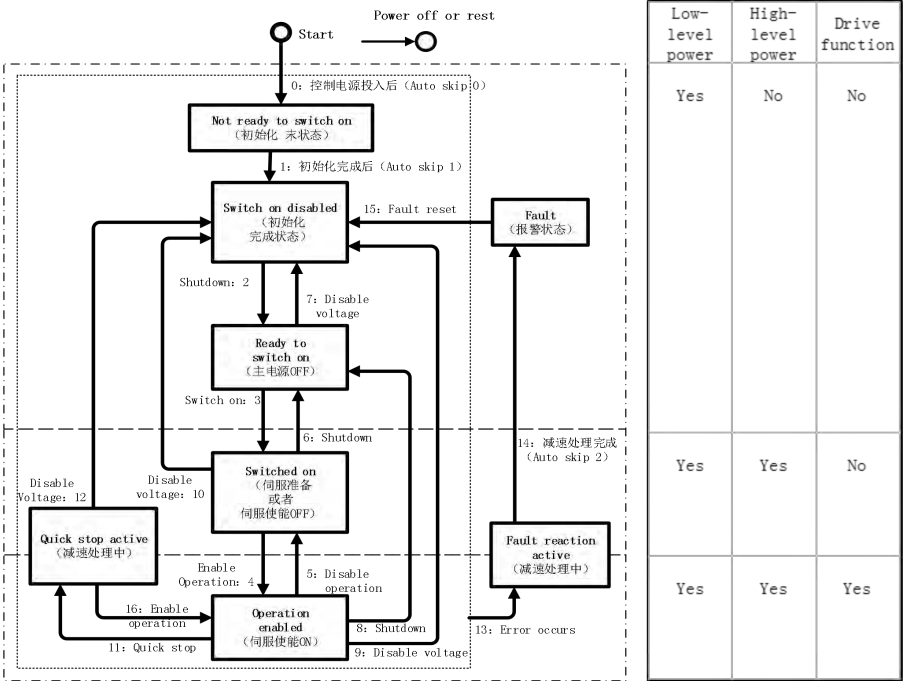 Power off or rest
Start
0: 控制电源投入后（Auto skip 0）
Not ready to switch on
（初始化 末状态）
1: 初始化完成后（Auto skip 1）
Switch on disabled
（初始化
完成状态）
15: Fault reset
Fault
（报警状态）
Shutdown: 2
7: Disable
voltage
Ready to
switch on
（主电源OFF）
Switch on: 3
6: Shutdown
14: 减速处理完成
（Auto skip 2）
Switched on
（伺服准备
或者
伺服使能OFF）
Disable
Voltage: 12
Disable
voltage: 10
Quick stop active
（减速处理中）
Fault reaction
active
（减速处理中）
Enable
Operation: 4
5: Disable
operation
16: Enable
operation
Operation
enabled
（伺服使能ON）
11: Quick stop
8: Shutdown
9: Disable voltage
13: Error occurs
Low-
level
power
High-
level
power
Drive
function
Yes No No
Yes Yes No
Yes Yes Yes